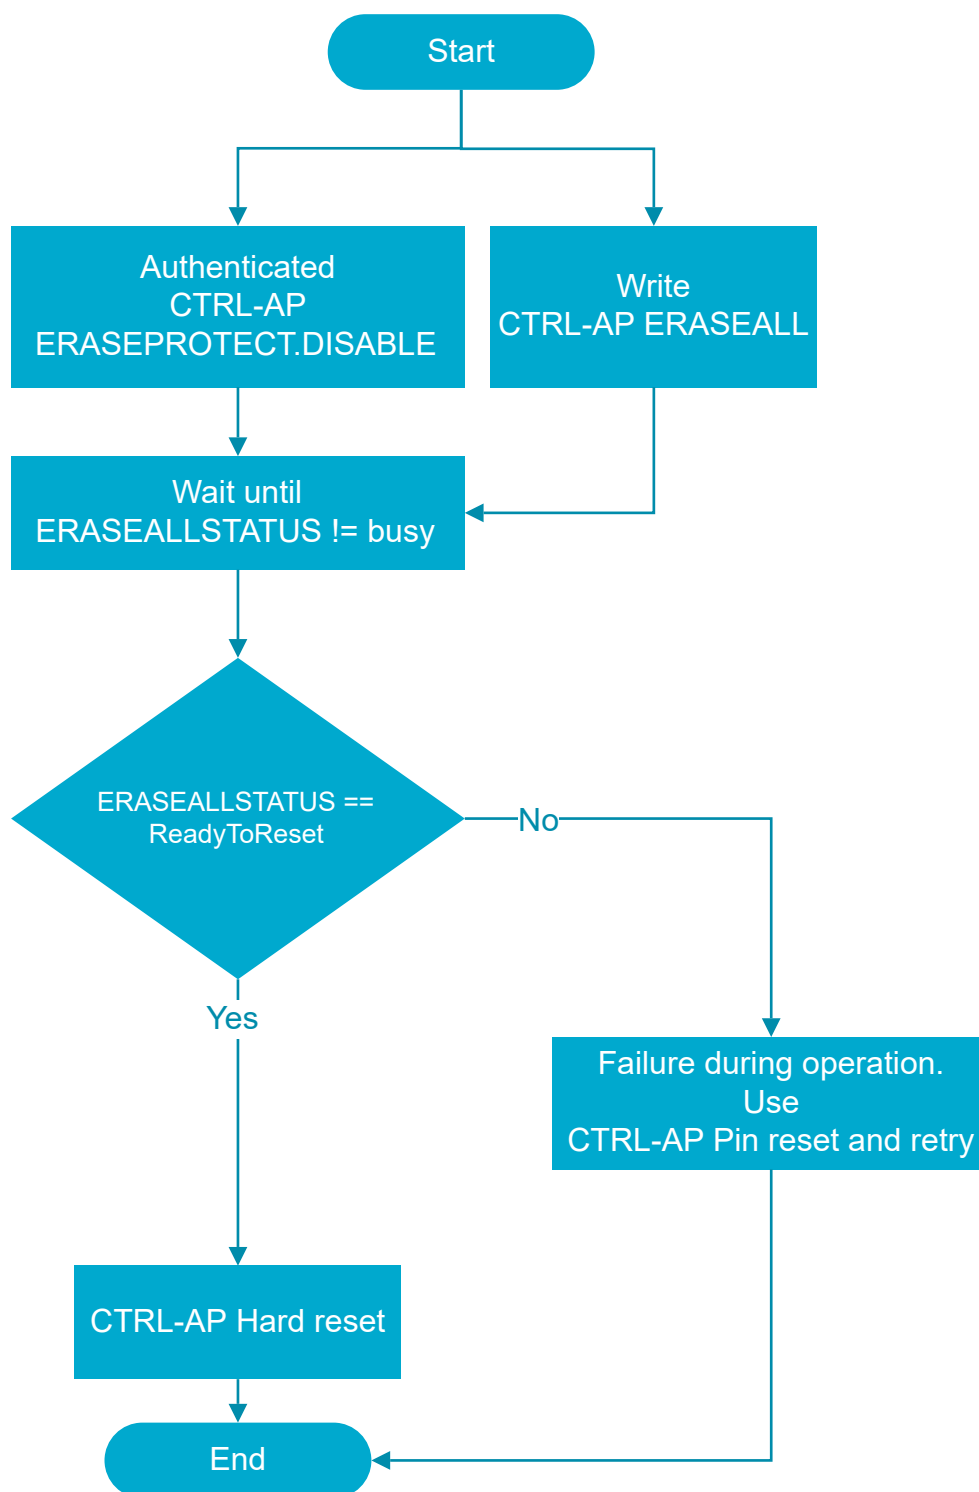 Start
Authenticated
CTRL-AP
ERASEPROTECT.DISABLE
Write
CTRL-AP ERASEALL
Wait until
ERASEALLSTATUS != busy
ERASEALLSTATUS ==
ReadyToReset
No
Yes
Failure during operation.
Use
CTRL-AP Pin reset and retry
CTRL-AP Hard reset
End